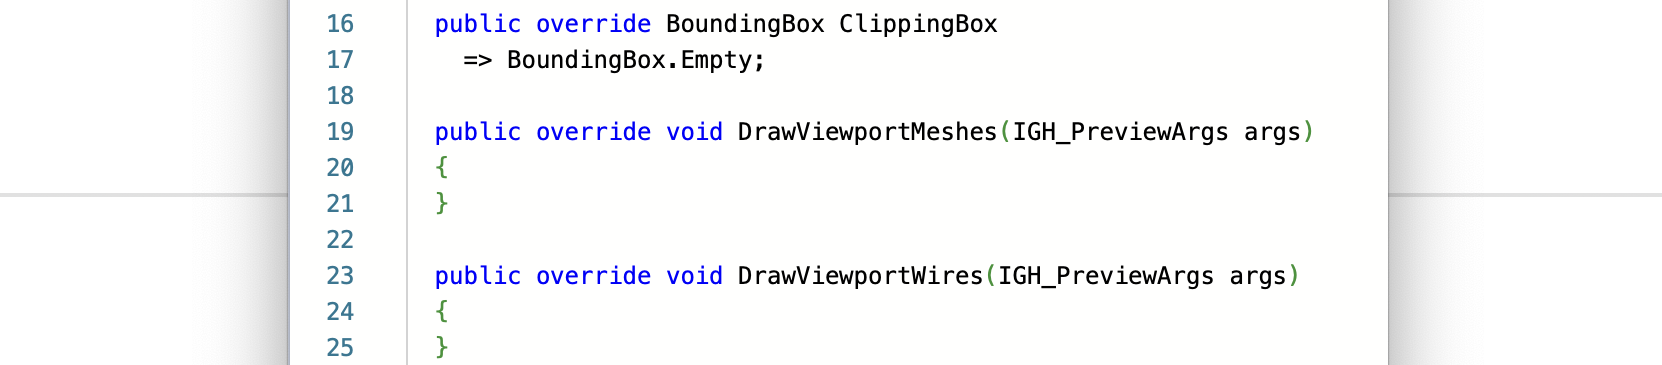 16 public override BoundingBox ClippingBox
17 => BoundingBox.Empty;
18
19 public override void DrawViewportMeshes(IGH_PreviewArgs args)
20 {
21 }
22
23 public override void DrawViewportWires(IGH_PreviewArgs args)
24 {
25 }